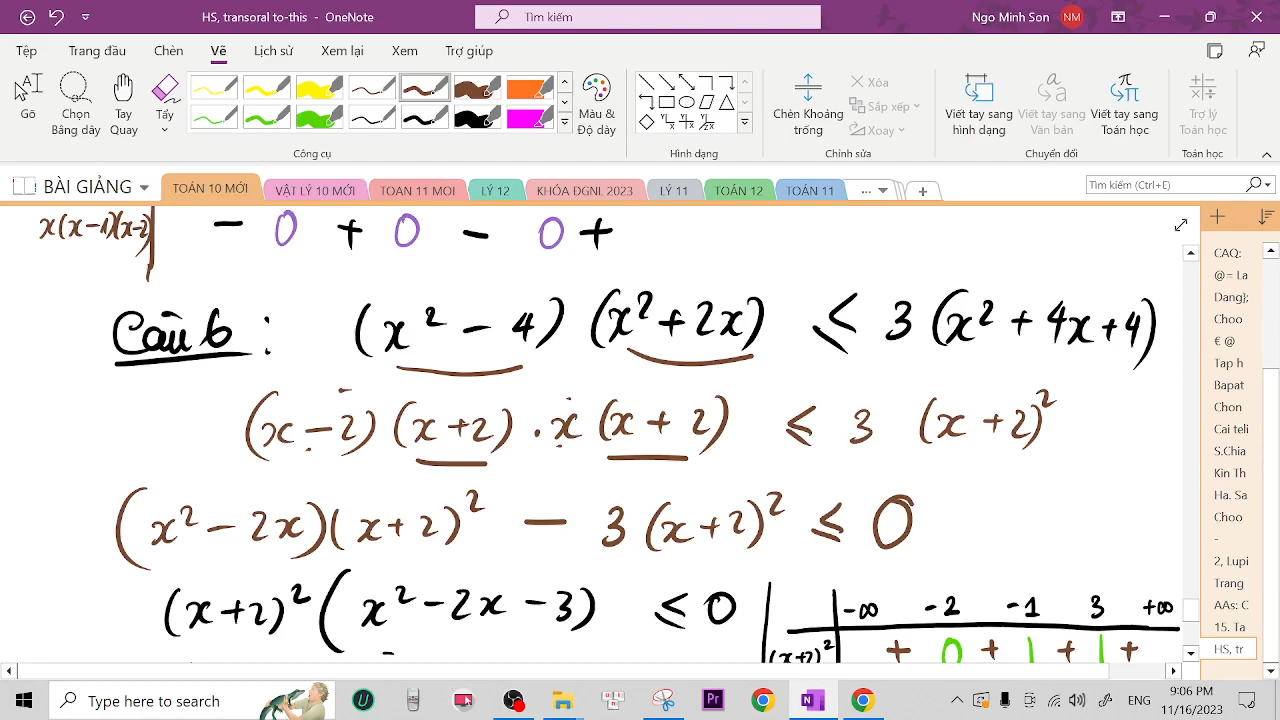 HS, transoral to-this - OneNote
Tìm kiếm
Ngo Minh Son NM
Tệp Trang đầu Chèn Vẽ Lịch sử Xem lại Xem Trợ giúp
Gõ
Chọn Bằng dây
Tay Quay
Tẩy
Màu & Độ dày
Chèn Khoảng trống
Xóa
Sắp xếp
Xoay
Viết tay sang hình dạng
Viết tay sang Văn bản
Viết tay sang Toán học
Trợ lý Toán học
Công cụ Hình dạng Chỉnh sửa Chuyển đổi Toán học
BÀI GIẢNG TOÁN 10 MỚI VẬT LÝ 10 MỚI TOAN 11 MOI LÝ 12 KHÓA ĐGNL 2023 LÝ 11 TOÁN 12 TOÁN 11 ...
Tìm kiếm (Ctrl+E)
x(x-1)(x-2) - 0 + 0 - 0 +
Câu 6 : (x² - 4) (x² + 2x) ≤ 3 (x² + 4x + 4)
(x - 2) (x + 2) . x (x + 2) ≤ 3 (x + 2)²
(x² - 2x)(x + 2)² - 3 (x + 2)² ≤ 0
(x + 2)² (x² - 2x - 3) ≤ 0
-∞ -2 -1 3 +∞
(x+2)² + 0 + | + | +
CAQ:
@= La
Dang];
Choo
€ @
Tap h
Bapat
Chon
Cai teli
S.Chia
Kin Th
Ha. Sa
Choo
-
2, Lupi
Trang
AAs: C
15. Ta
HS, tr
Type here to search
Pr
N
ENG
9:06 PM
11/16/2023